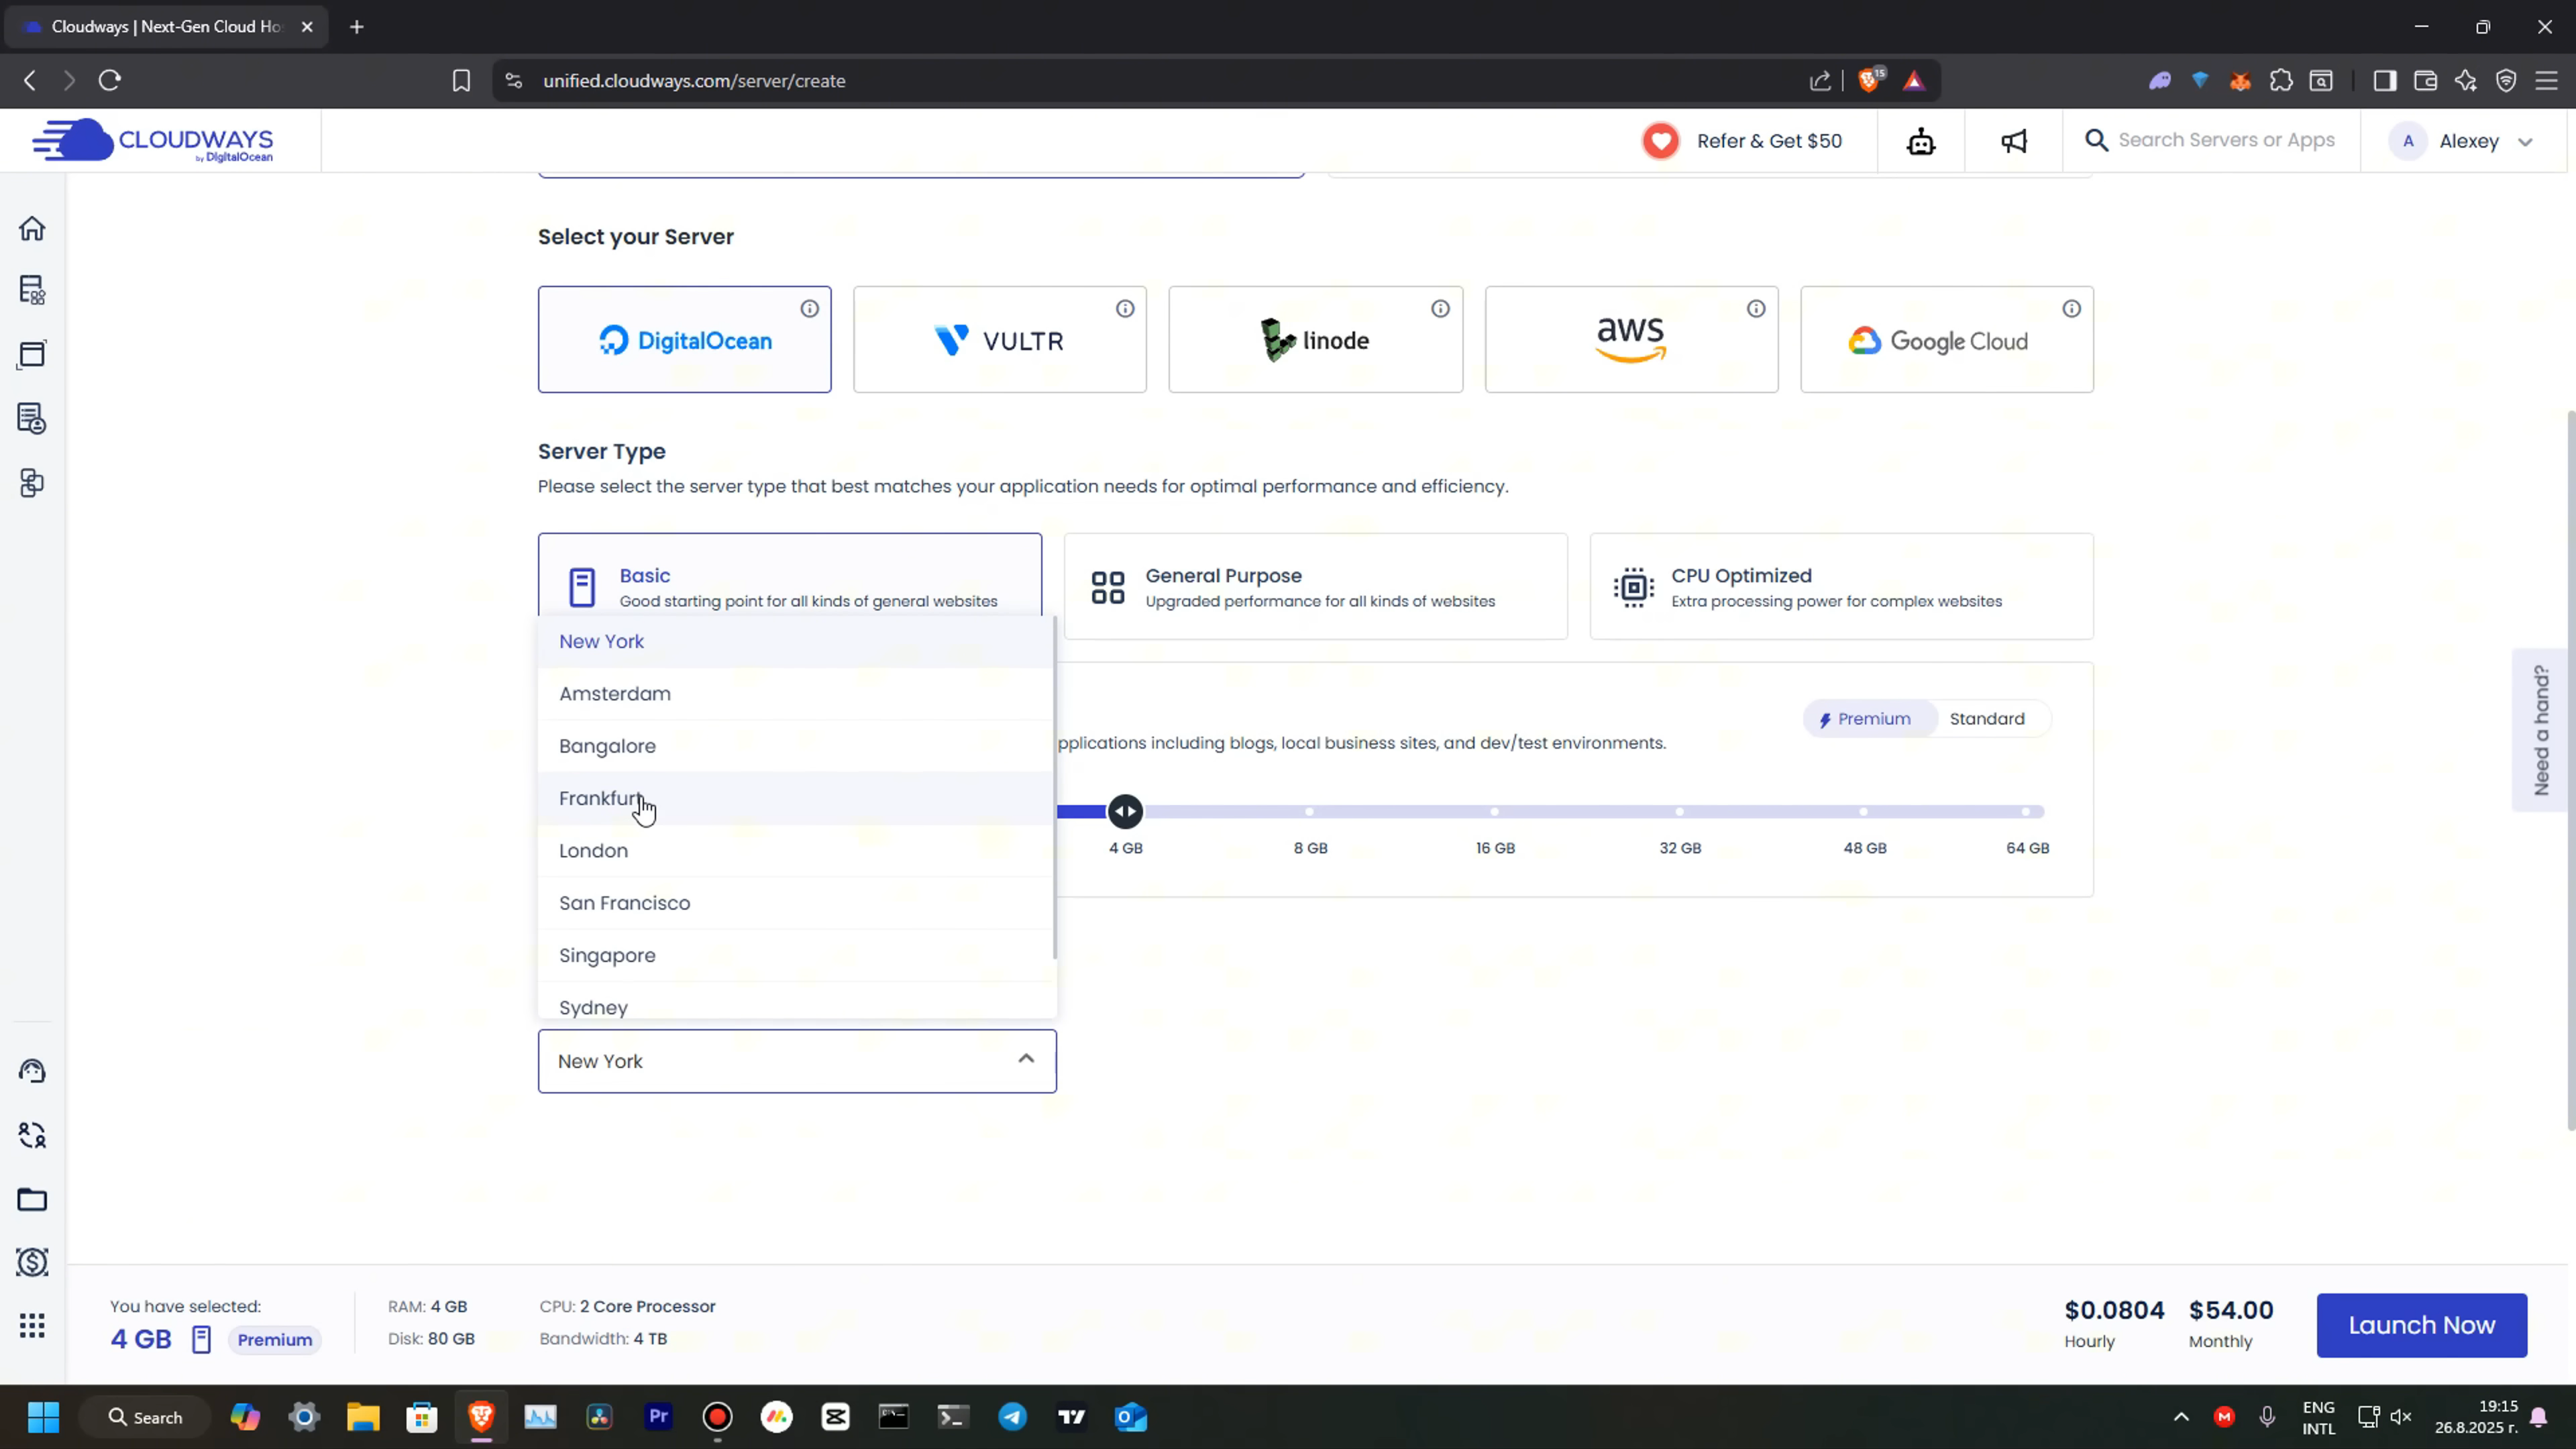 Cloudways | Next-Gen Cloud Ho
unified.cloudways.com/server/create
15
CLOUDWAYS
by DigitalOcean
Refer & Get $50
Search Servers or Apps
A
Alexey
Select your Server
DigitalOcean
VULTR
linode
aws
Google Cloud
Server Type
Please select the server type that best matches your application needs for optimal performance and efficiency.
Basic
Good starting point for all kinds of general websites
General Purpose
Upgraded performance for all kinds of websites
CPU Optimized
Extra processing power for complex websites
New York
Amsterdam
Bangalore
Frankfurt
London
San Francisco
Singapore
Sydney
Premium
Standard
pplications including blogs, local business sites, and dev/test environments.
4 GB
8 GB
16 GB
32 GB
48 GB
64 GB
New York
Need a hand?
You have selected:
4 GB
Premium
RAM: 4 GB
Disk: 80 GB
CPU: 2 Core Processor
Bandwidth: 4 TB
$0.0804
Hourly
$54.00
Monthly
Launch Now
Search
Pr
ENG
INTL
19:15
26.8.2025 г.